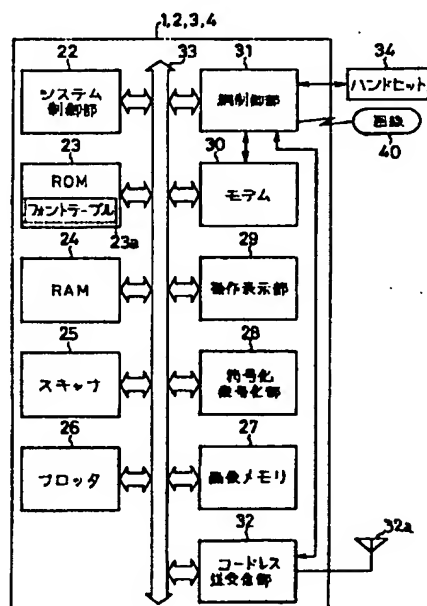 1,2,3,4
22
システム
制御部
33
31
網制御部
34
ハンドセット
回線
40
23
ROM
フォントテーブル
23a
30
モデム
24
RAM
29
操作表示部
25
スキャナ
28
符号化
復号化部
26
プロッタ
27
画像メモリ
32
コードレス
送受信部
32a